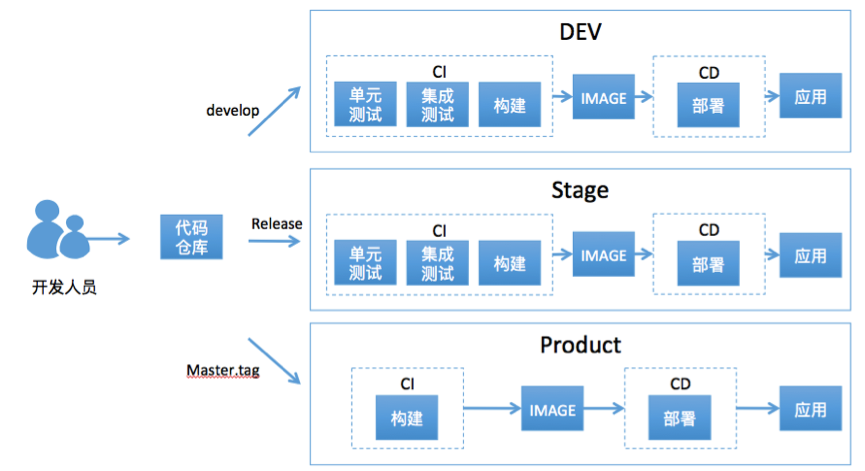 DEV
CI
单元
测试
集成
测试
构建
IMAGE
CD
部署
应用
develop
Stage
CI
单元
测试
集成
测试
构建
IMAGE
CD
部署
应用
Release
代码
仓库
开发人员
Product
CI
构建
IMAGE
CD
部署
应用
Master.tag